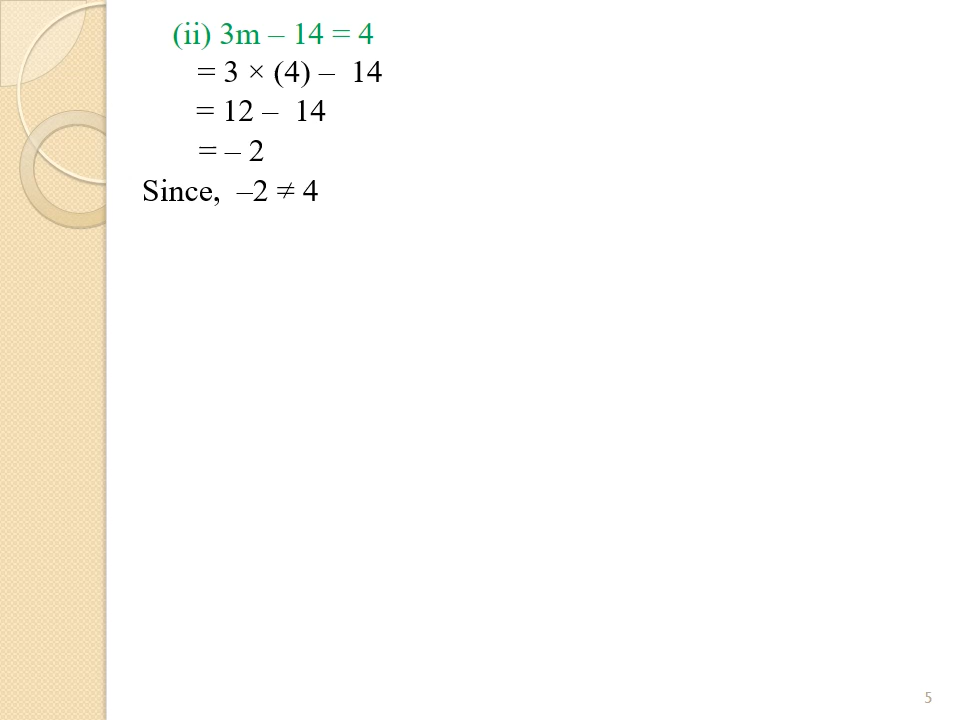 (ii) 3m – 14 = 4
= 3 × (4) – 14
= 12 – 14
= – 2
Since, –2 ≠ 4
5